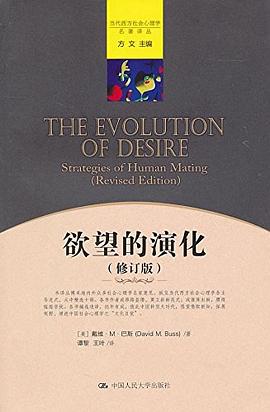 当代西方社会心理学
名著译丛
方 文 主编
THE EVOLUTION
OF DESIRE
Strategies of Human Mating
(Revised Edition)
欲望的演化
(修订版)
[美] 戴维·M·巴斯 (David M. Buss) /著
谭黎 王叶 /译
中国人民大学出版社